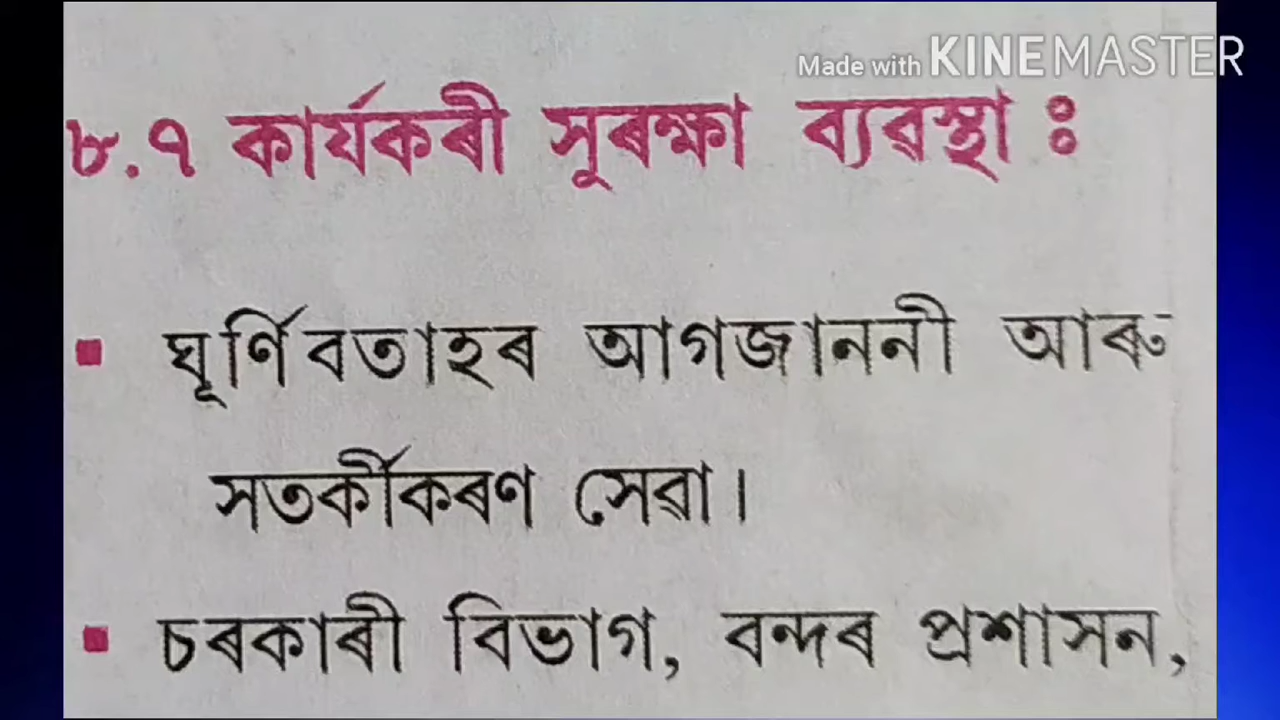 Made with KINEMASTER
৮.৭ কাৰ্যকৰী সুৰক্ষা ব্যৱস্থা ঃ
▪ ঘূৰ্ণিবতাহৰ আগজাননী আৰু
সতৰ্কীকৰণ সেৱা।
▪ চৰকাৰী বিভাগ, বন্দৰ প্ৰশাসন,